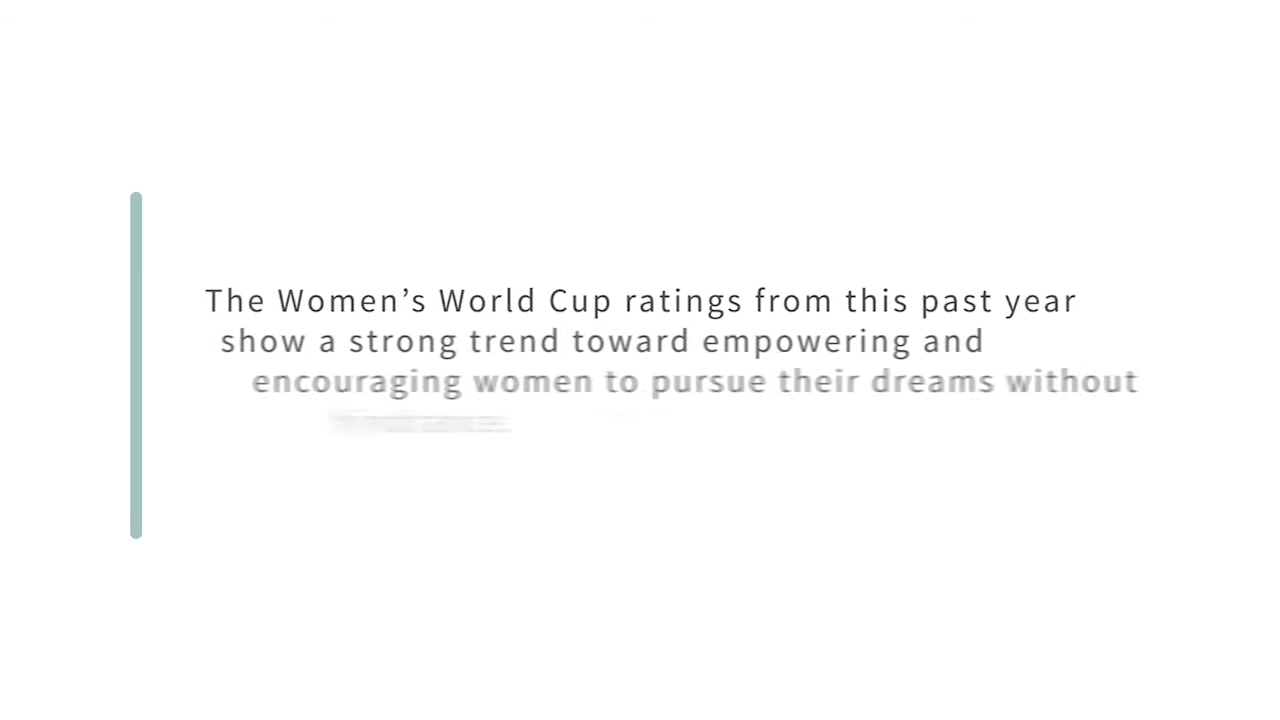 The Women’s World Cup ratings from this past year
show a strong trend toward empowering and
encouraging women to pursue their dreams without